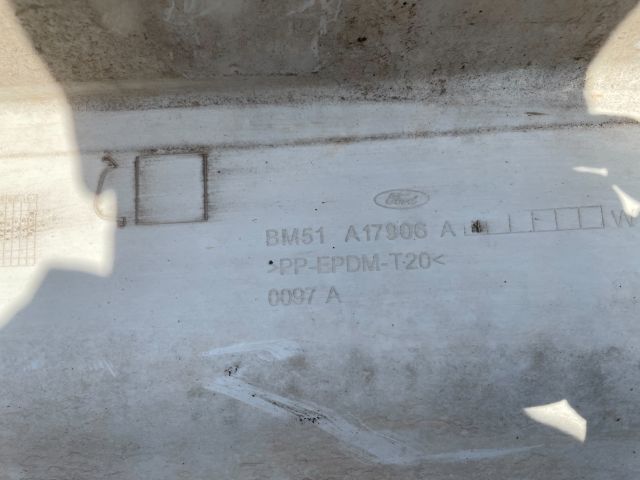 Ford
BM51 A17906 A W
>PP-EPDM-T20<
0097 A